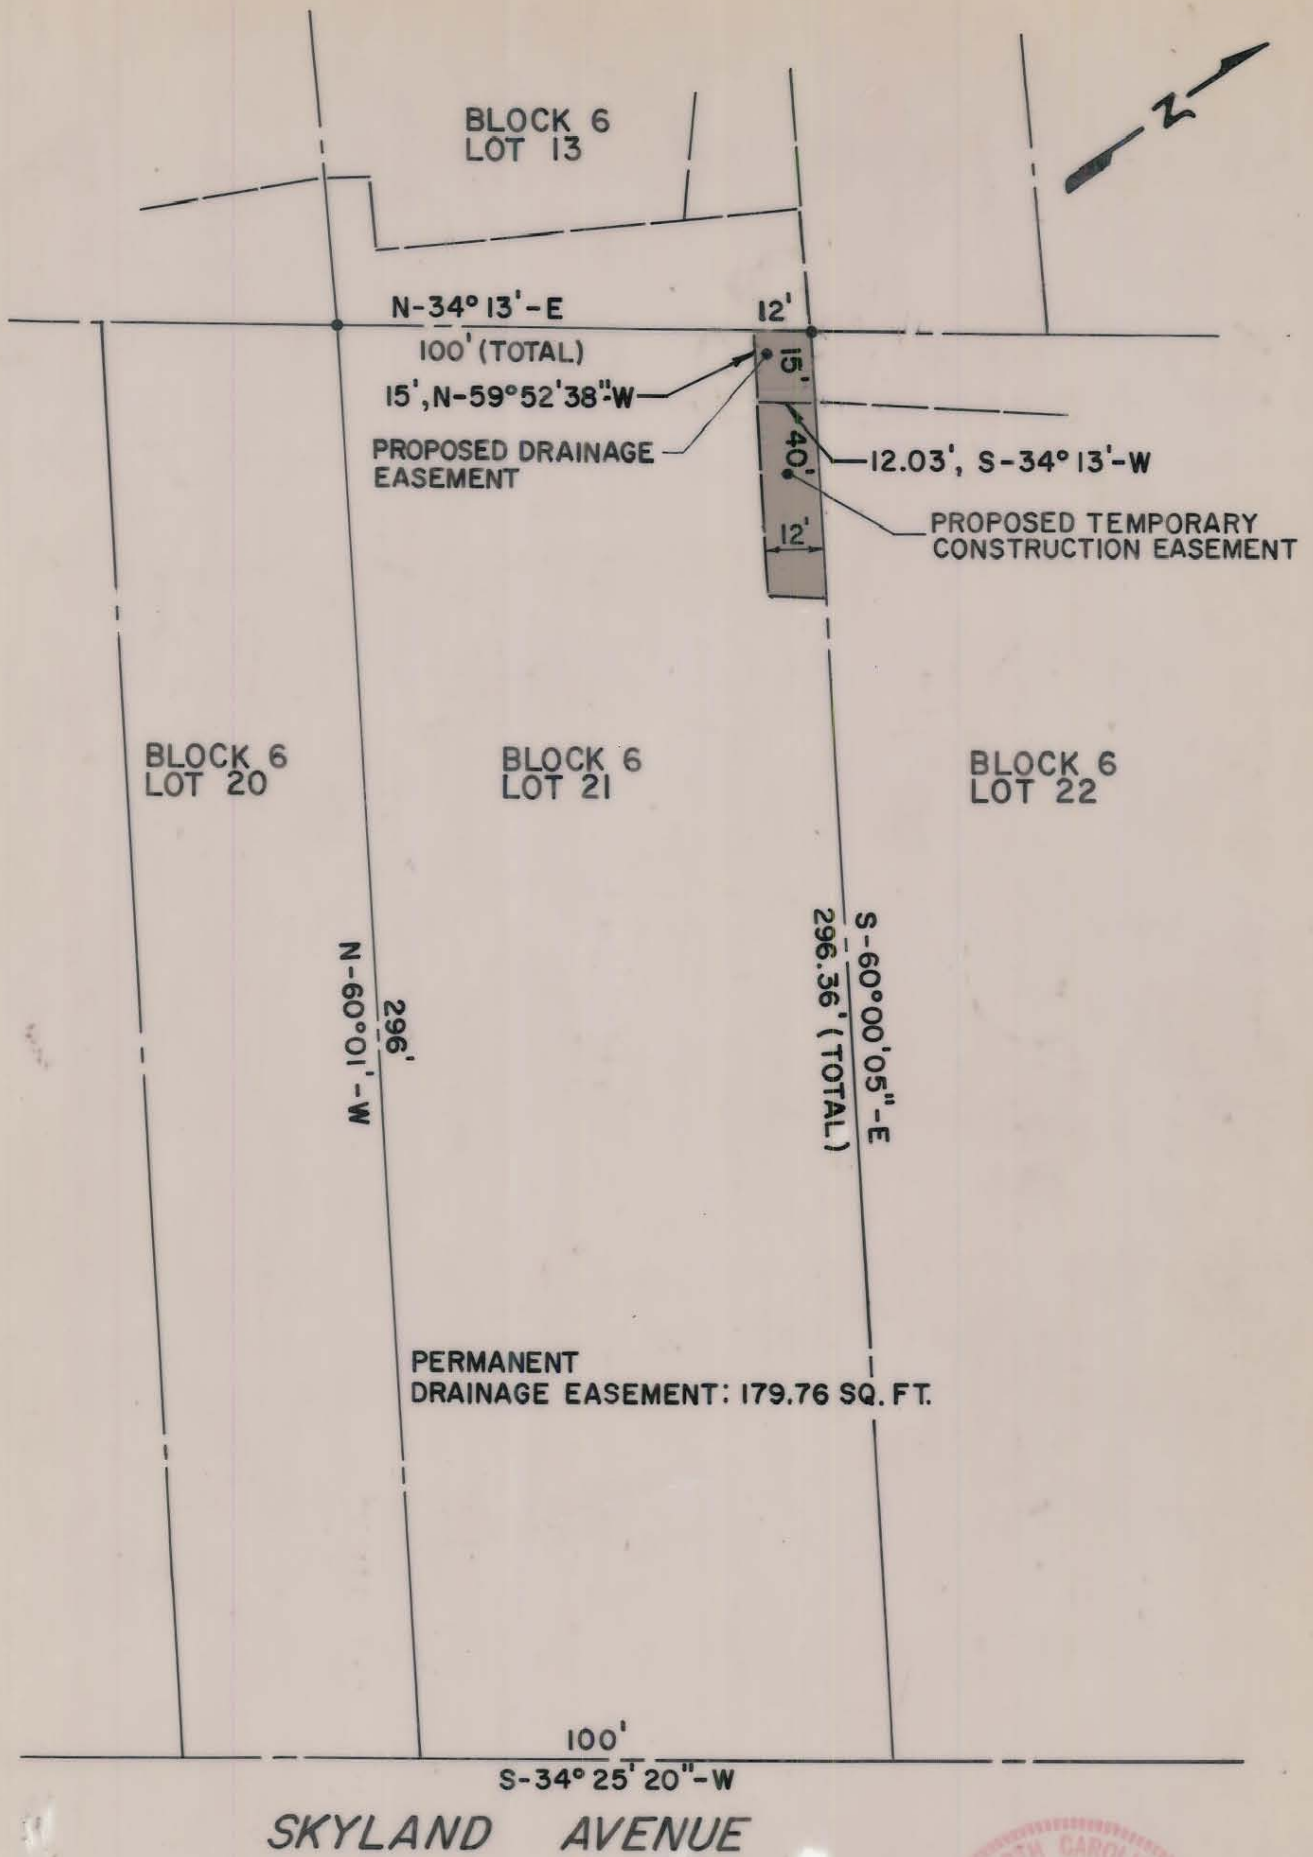 BLOCK 6
LOT 13
N
N-34°13'-E
12'
100' (TOTAL)
15'
15', N-59°52'38"-W
PROPOSED DRAINAGE
EASEMENT
40'
12.03', S-34°13'-W
PROPOSED TEMPORARY
CONSTRUCTION EASEMENT
12'
BLOCK 6
LOT 20
BLOCK 6
LOT 21
BLOCK 6
LOT 22
296'
N-60°01'-W
S-60°00'05"-E
296.36' (TOTAL)
PERMANENT
DRAINAGE EASEMENT: 179.76 SQ. FT.
100'
S-34°25'20"-W
SKYLAND AVENUE